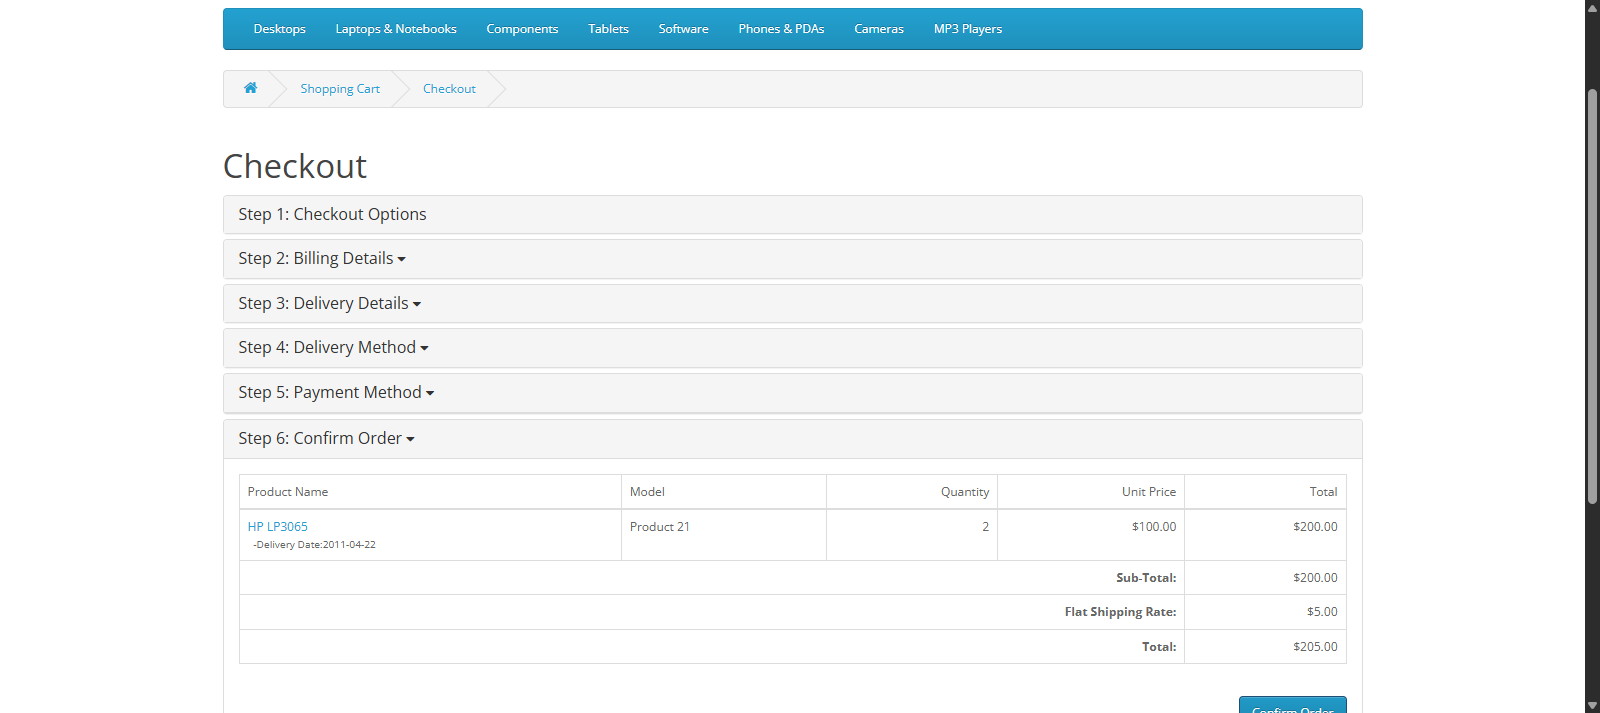 Desktops Laptops & Notebooks Components Tablets Software Phones & PDAs Cameras MP3 Players
Shopping Cart Checkout
Checkout
Step 1: Checkout Options
Step 2: Billing Details
Step 3: Delivery Details
Step 4: Delivery Method
Step 5: Payment Method
Step 6: Confirm Order
Product Name Model Quantity Unit Price Total
HP LP3065 Product 21 2 $100.00 $200.00
-Delivery Date:2011-04-22
Sub-Total: $200.00
Flat Shipping Rate: $5.00
Total: $205.00
Confirm Order